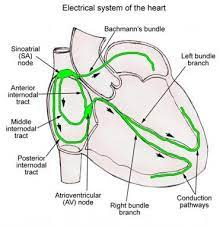 Electrical system of the heart
Bachmann's bundle
Sinoatrial
(SA)
node
Left bundle
branch
Anterior
internodal
tract
Middle
internodal
tract
Posterior
internodal
tract
Atrioventricular
(AV) node
Right bundle
branch
Conduction
pathways